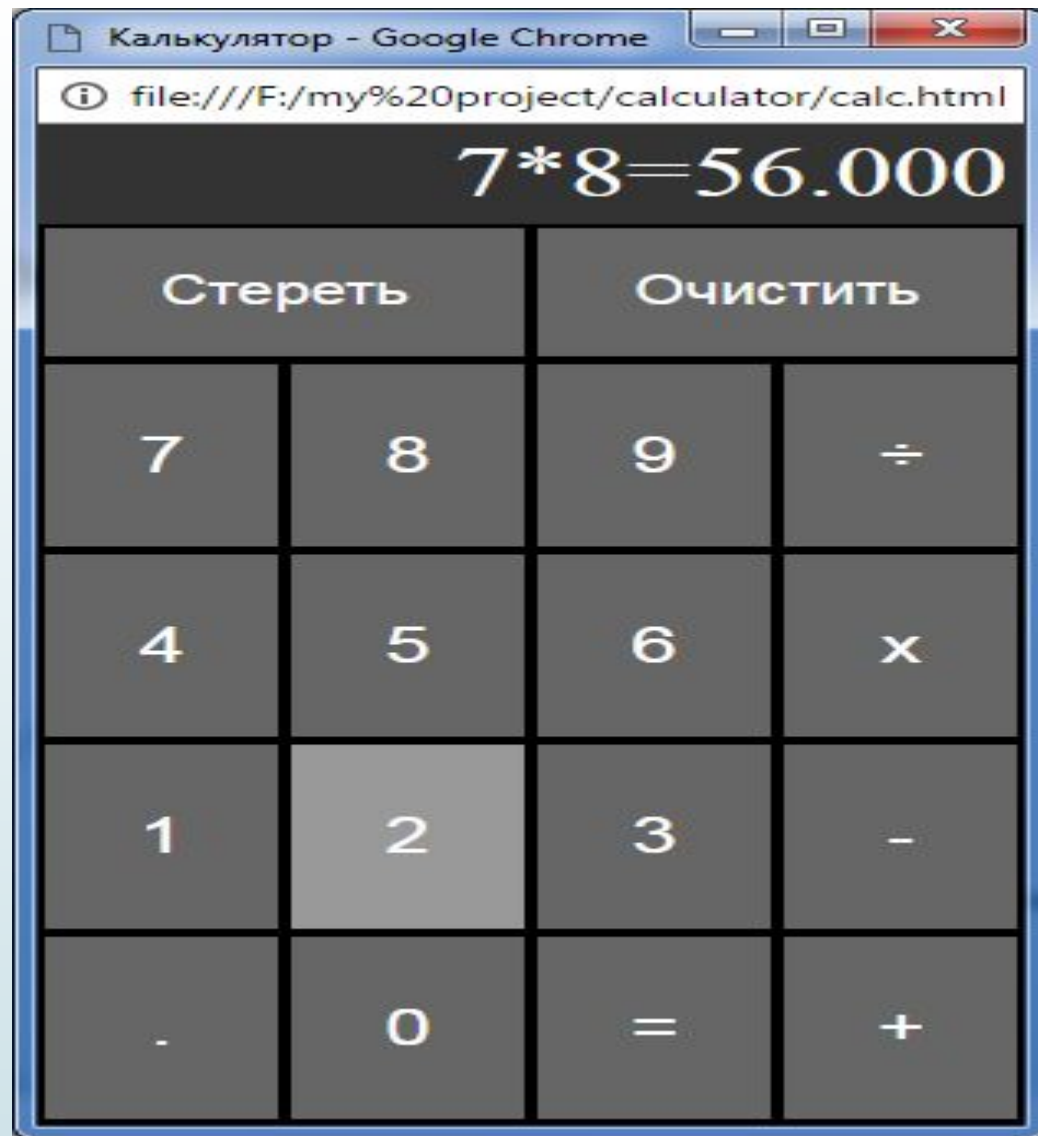 Калькулятор - Google Chrome
file:///F:/my%20project/calculator/calc.html
7*8=56.000
Стереть Очистить
7 8 9 ÷
4 5 6 x
1 2 3 -
. 0 = +